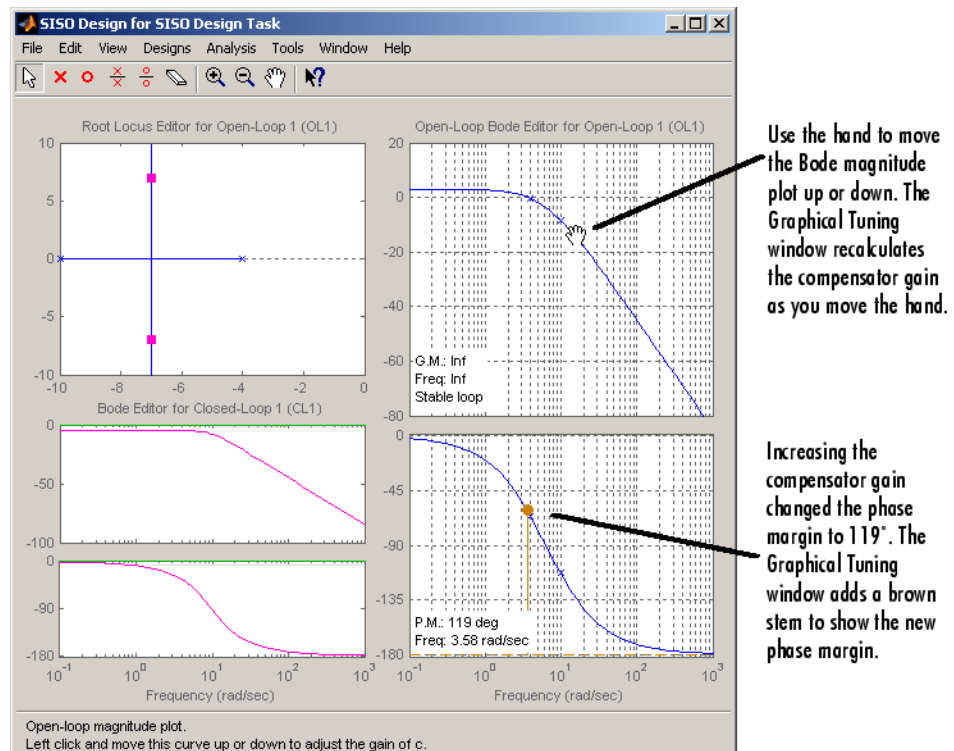 SISO Design for SISO Design Task
File Edit View Designs Analysis Tools Window Help
Root Locus Editor for Open-Loop 1 (OL1)
10
5
0
-5
-10
-10 -8 -6 -4 -2 0
Bode Editor for Closed-Loop 1 (CL1)
0
-50
-100
0
-90
-180
10^-1 10^0 10^1 10^2 10^3
Frequency (rad/sec)
Open-Loop Bode Editor for Open-Loop 1 (OL1)
20
0
-20
-40
-60
-80
G.M.: Inf
Freq: Inf
Stable loop
0
-45
-90
-135
-180
P.M.: 119 deg
Freq: 3.58 rad/sec
10^-1 10^0 10^1 10^2 10^3
Frequency (rad/sec)
Open-loop magnitude plot.
Left click and move this curve up or down to adjust the gain of c.
Use the hand to move
the Bode magnitude
plot up or down. The
Graphical Tuning
window recalculates
the compensator gain
as you move the hand.
Increasing the
compensator gain
changed the phase
margin to 119°. The
Graphical Tuning
window adds a brown
stem to show the new
phase margin.